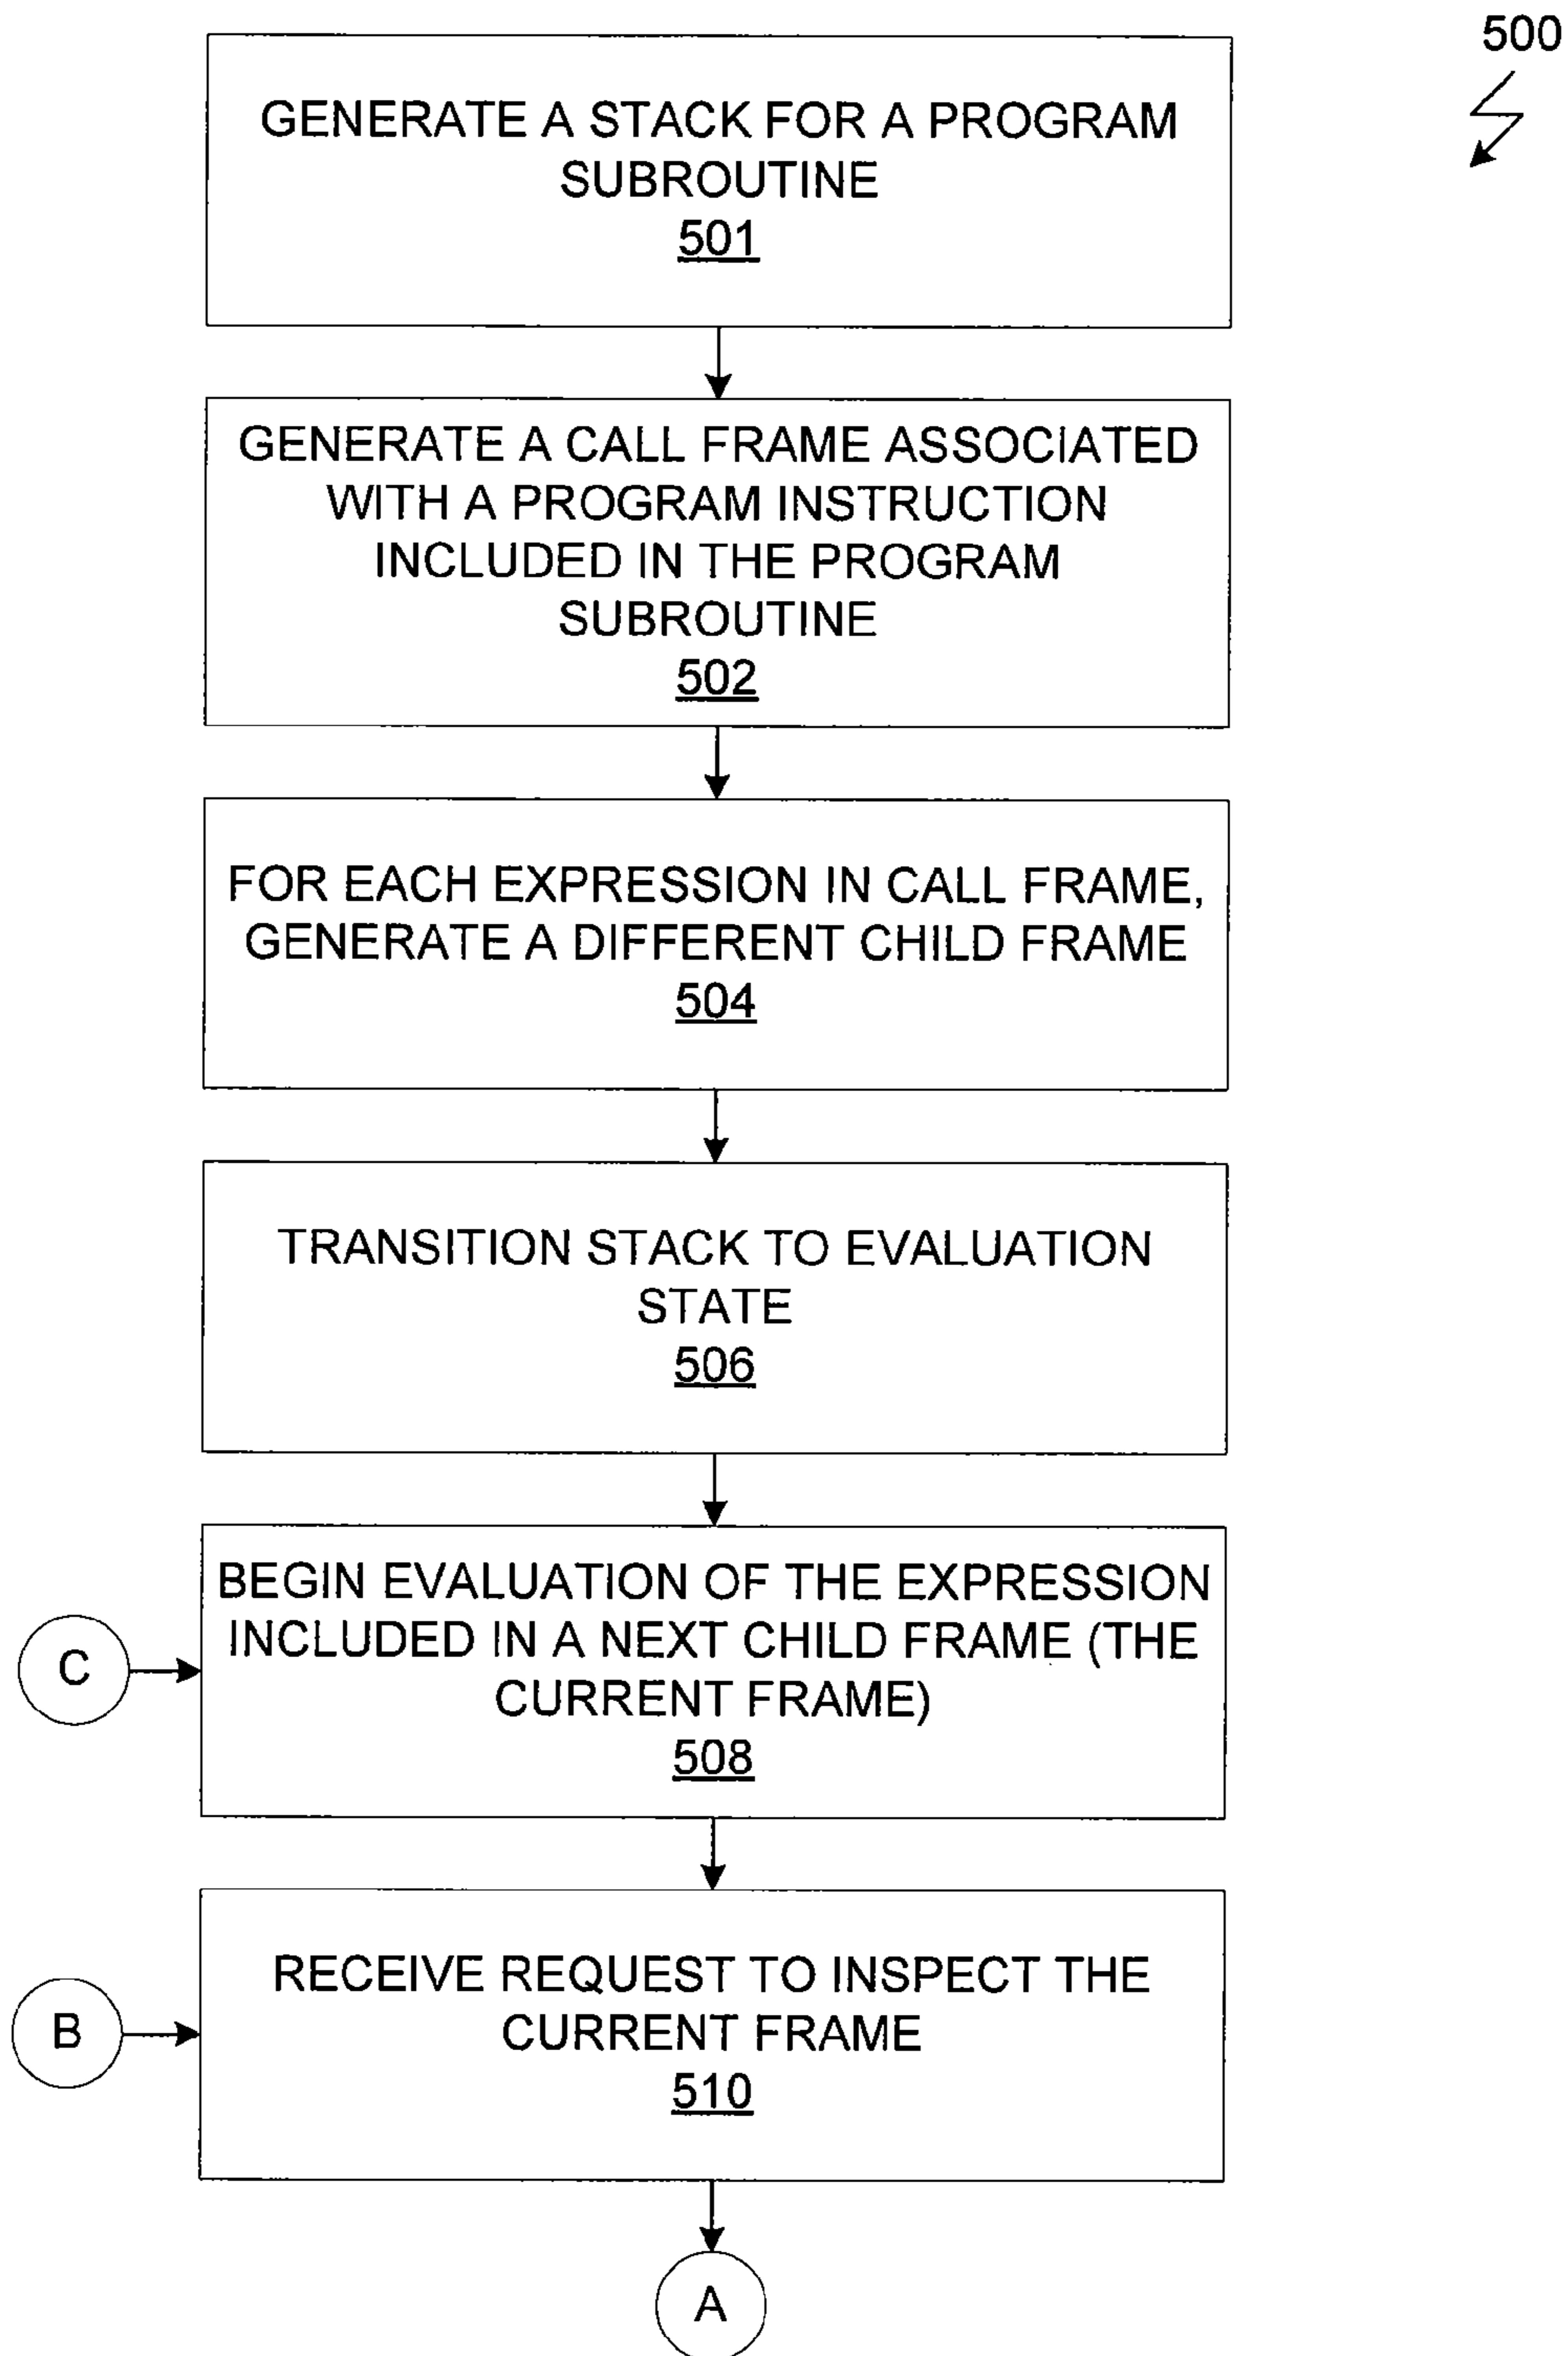 500
GENERATE A STACK FOR A PROGRAM
SUBROUTINE
501
GENERATE A CALL FRAME ASSOCIATED
WITH A PROGRAM INSTRUCTION
INCLUDED IN THE PROGRAM
SUBROUTINE
502
FOR EACH EXPRESSION IN CALL FRAME,
GENERATE A DIFFERENT CHILD FRAME
504
TRANSITION STACK TO EVALUATION
STATE
506
BEGIN EVALUATION OF THE EXPRESSION
INCLUDED IN A NEXT CHILD FRAME (THE
CURRENT FRAME)
508
C
RECEIVE REQUEST TO INSPECT THE
CURRENT FRAME
510
B
A